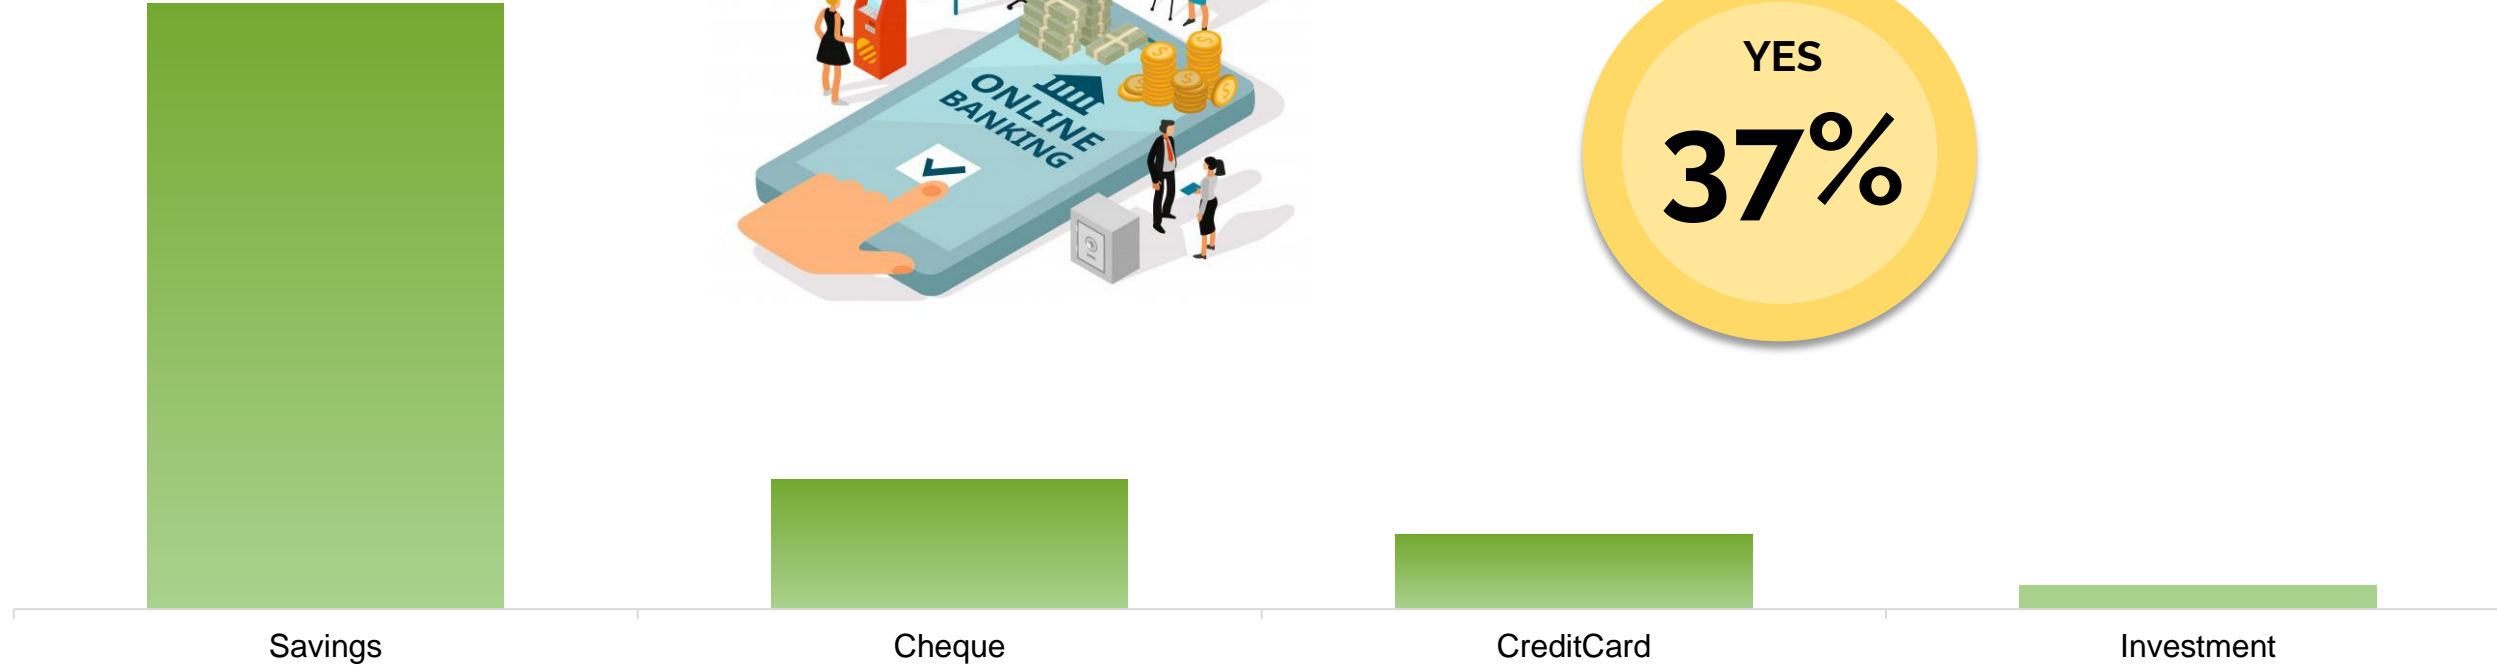 YES
37%
ONLINE
BANKING
Savings
Cheque
CreditCard
Investment